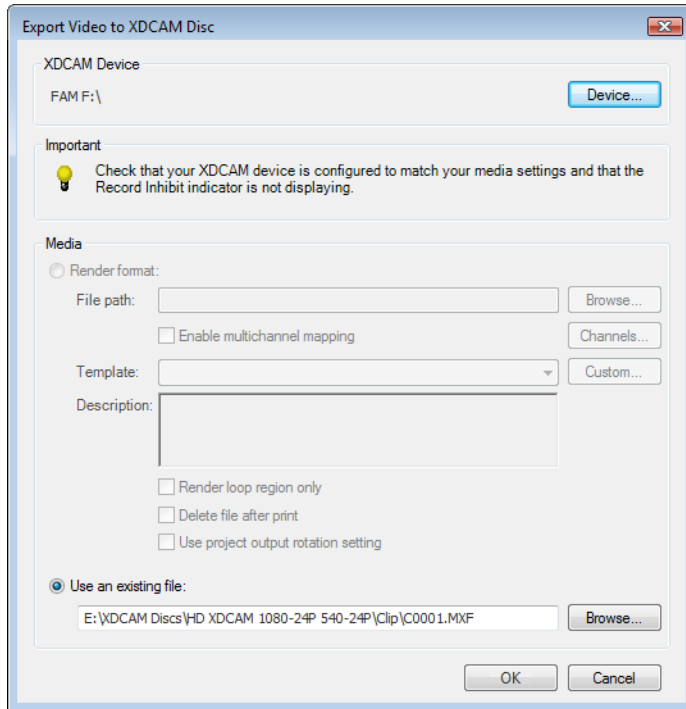 Export Video to XDCAM Disc
XDCAM Device
FAM F:\
Device...
Important
Check that your XDCAM device is configured to match your media settings and that the
Record Inhibit indicator is not displaying.
Media
Render format:
File path:
Browse...
Enable multichannel mapping
Channels...
Template:
Custom...
Description:
Render loop region only
Delete file after print
Use project output rotation setting
Use an existing file:
E:\XDCAM Discs\HD XDCAM 1080-24P 540-24P\Clip\C0001.MXF
Browse...
OK
Cancel